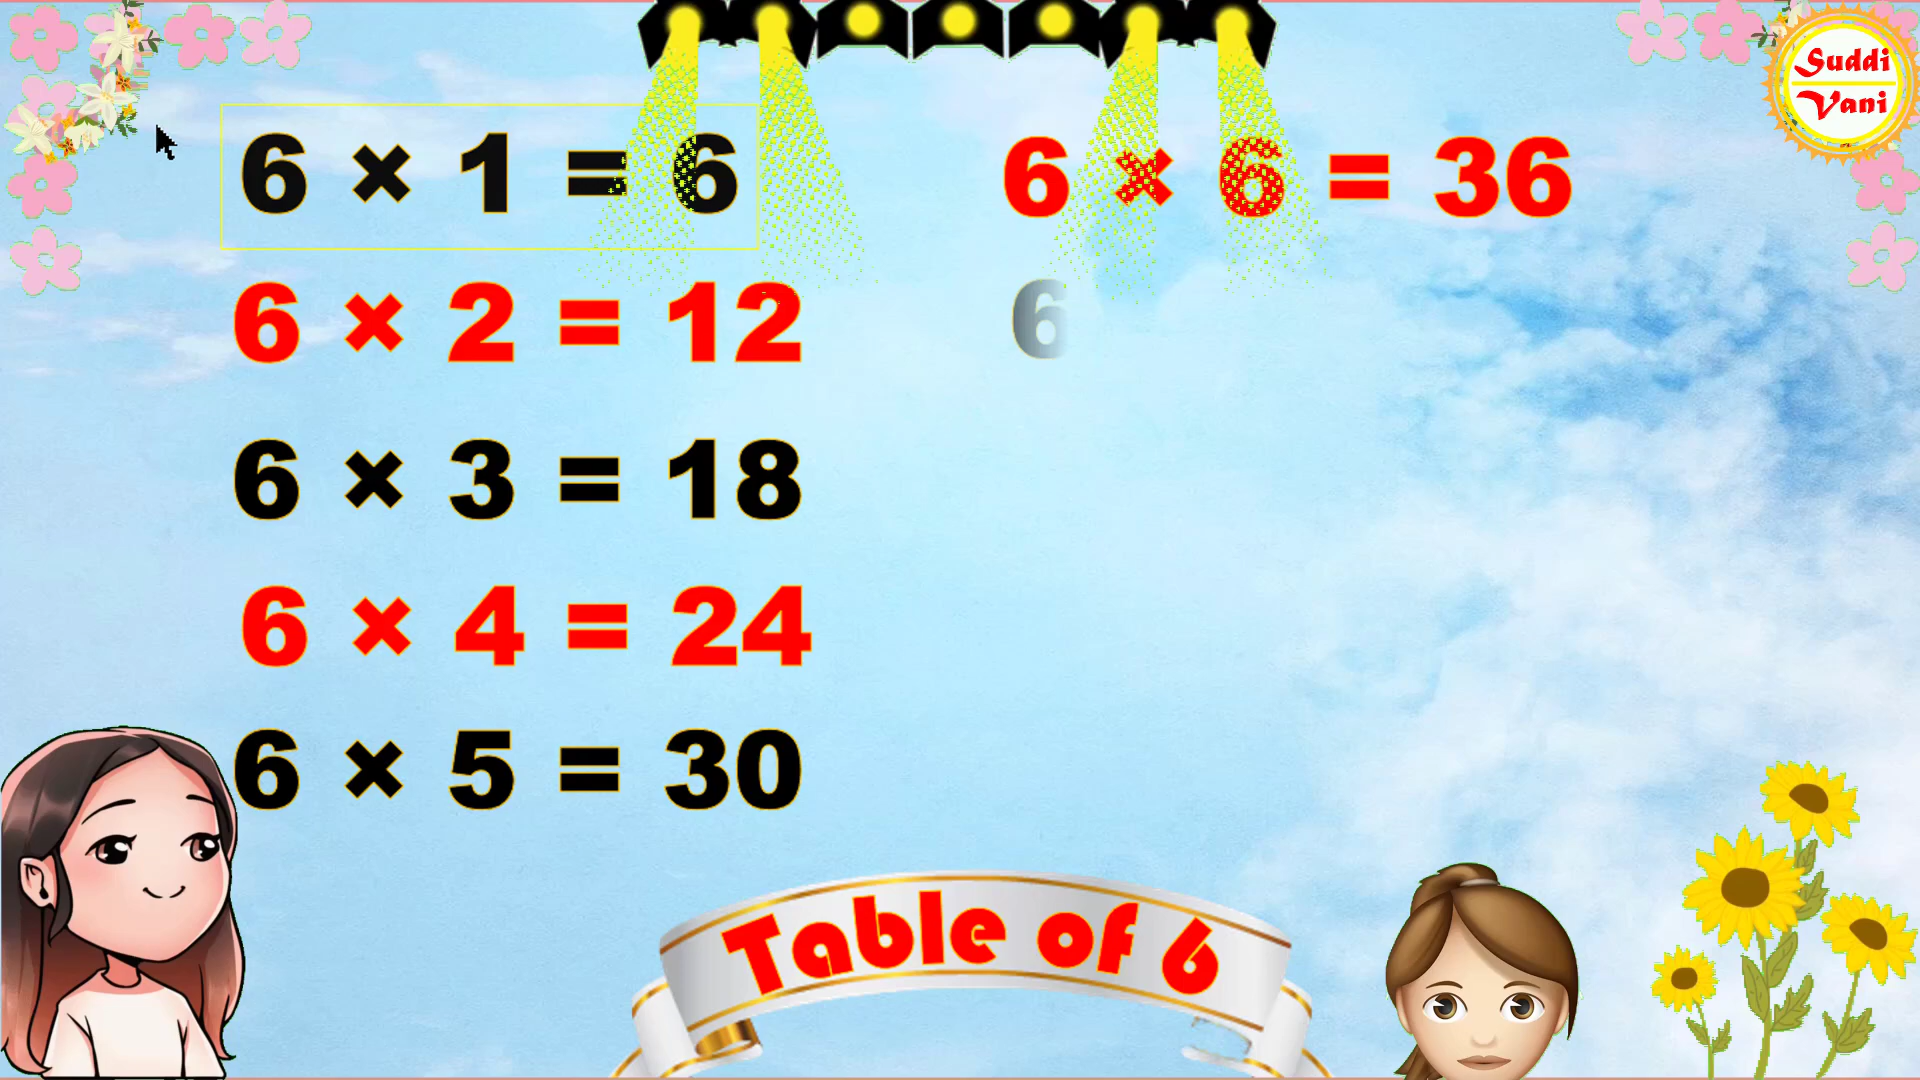 6 × 1 = 6
6 × 2 = 12
6 × 3 = 18
6 × 4 = 24
6 × 5 = 30
6 × 6 = 36
6
Table of 6
Suddi
Vani